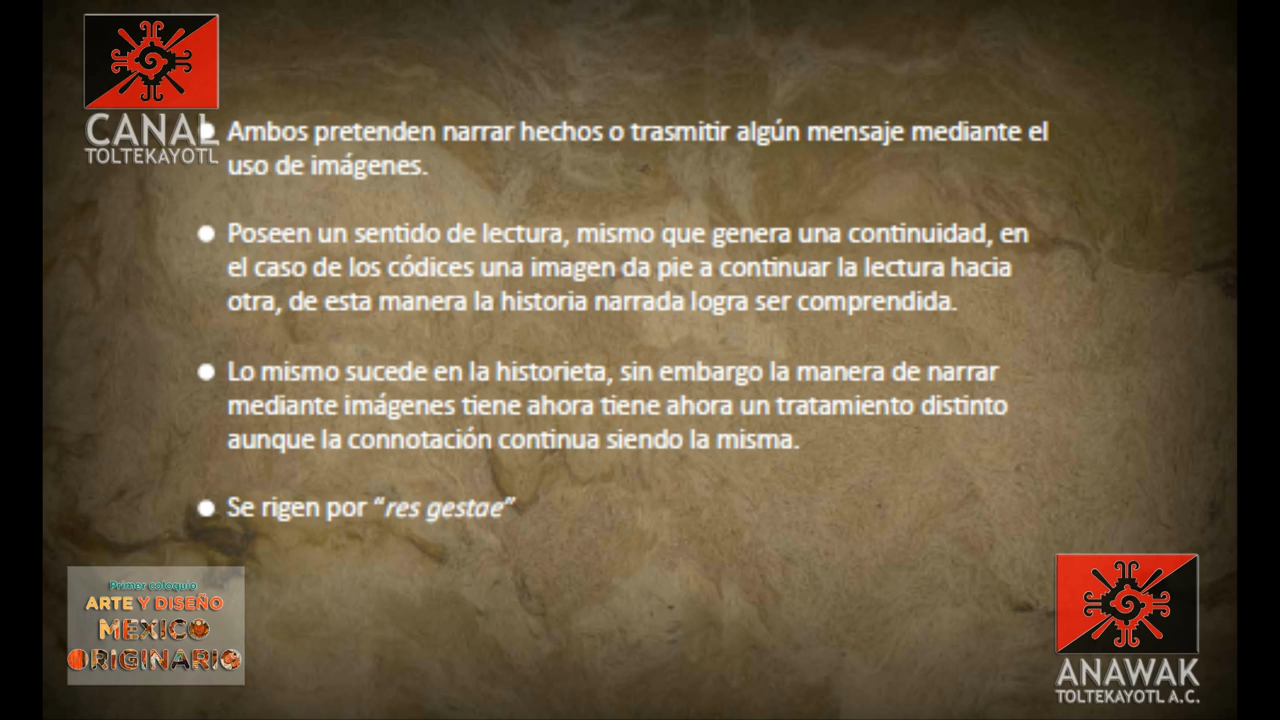 CANAL
TOLTEKAYOTL
Ambos pretenden narrar hechos o trasmitir algún mensaje mediante el
uso de imágenes.
Poseen un sentido de lectura, mismo que genera una continuidad, en
el caso de los códices una imagen da pie a continuar la lectura hacia
otra, de esta manera la historia narrada logra ser comprendida.
Lo mismo sucede en la historieta, sin embargo la manera de narrar
mediante imágenes tiene ahora tiene ahora un tratamiento distinto
aunque la connotación continua siendo la misma.
Se rigen por “res gestae”
Primer coloquio
ARTE Y DISEÑO
MEXICO
ORIGINARIO
ANAWAK
TOLTEKAYOTL A.C.